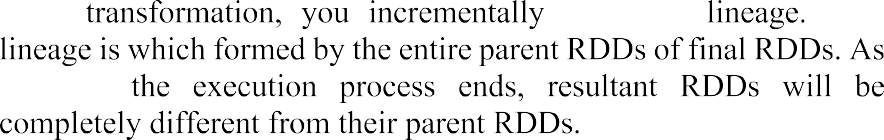 transformation, you incrementally lineage.
lineage is which formed by the entire parent RDDs of final RDDs. As
the execution process ends, resultant RDDs will be
completely different from their parent RDDs.